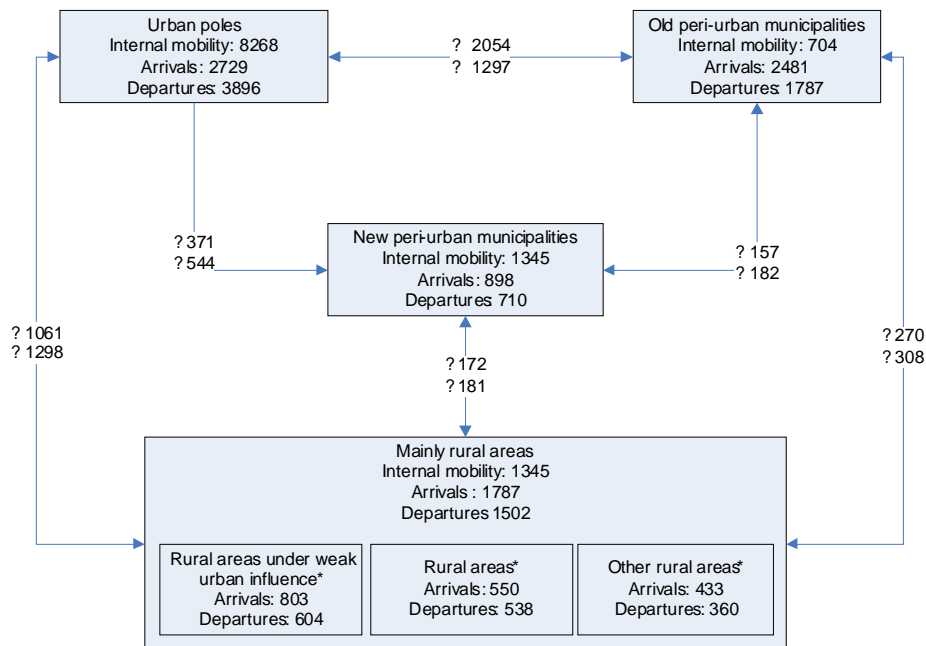 Urban poles
Internal mobility: 8268
Arrivals: 2729
Departures: 3896
? 2054
? 1297
Old peri-urban municipalities
Internal mobility: 704
Arrivals: 2481
Departures: 1787
New peri-urban municipalities
Internal mobility: 1345
Arrivals: 898
Departures: 710
? 371
? 544
? 157
? 182
? 1061
? 1298
? 270
? 308
? 172
? 181
Mainly rural areas
Internal mobility: 1345
Arrivals : 1787
Departures 1502
Rural areas under weak
urban influence*
Arrivals: 803
Departures: 604
Rural areas*
Arrivals: 550
Departures: 538
Other rural areas*
Arrivals: 433
Departures: 360